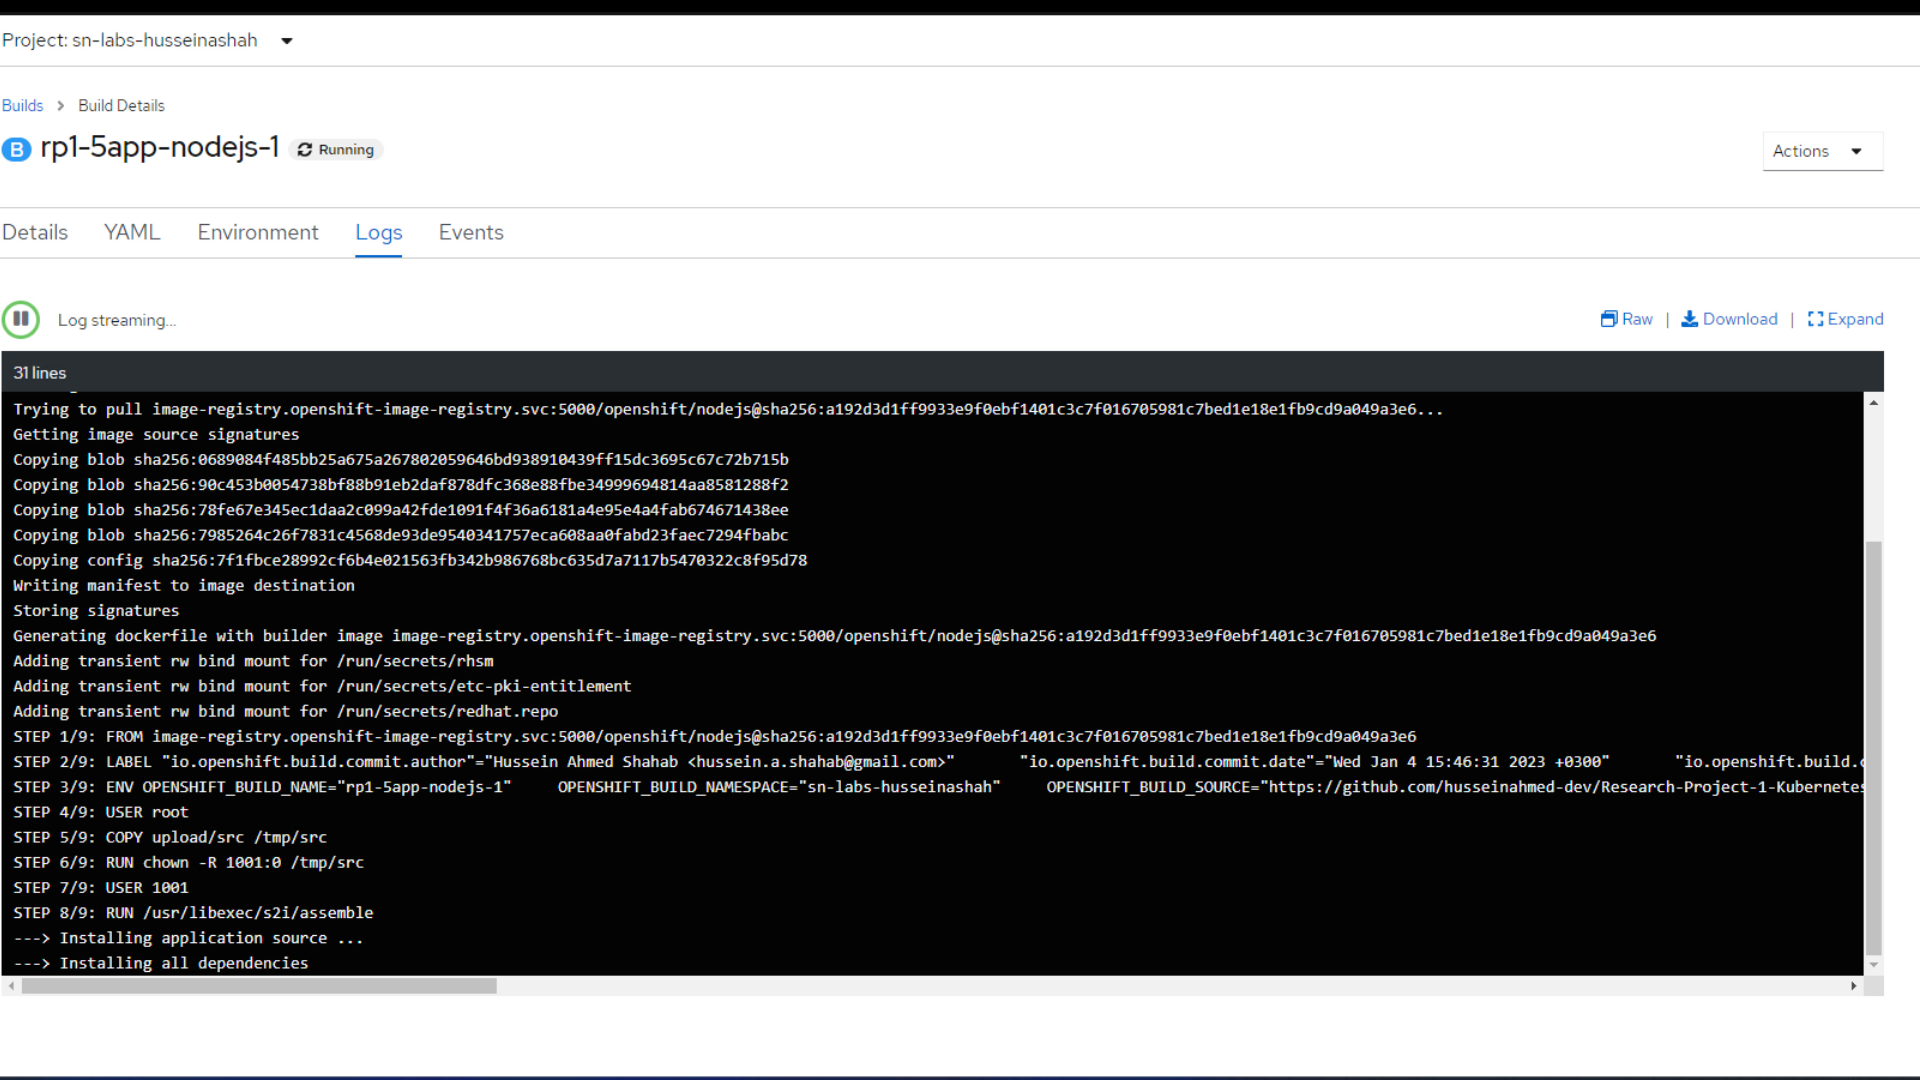 Project: sn-labs-husseinashah
Builds > Build Details
B rp1-5app-nodejs-1 Running
Actions
Details YAML Environment Logs Events
Log streaming...
Raw | Download | Expand
31 lines
Trying to pull image-registry.openshift-image-registry.svc:5000/openshift/nodejs@sha256:a192d3d1ff9933e9f0ebf1401c3c7f016705981c7bed1e18e1fb9cd9a049a3e6...
Getting image source signatures
Copying blob sha256:0689084f485bb25a675a267802059646bd938910439ff15dc3695c67c72b715b
Copying blob sha256:90c453b0054738bf88b91eb2daf878dfc368e88fbe34999694814aa8581288f2
Copying blob sha256:78fe67e345ec1daa2c099a42fde1091f4f36a6181a4e95e4a4fab674671438ee
Copying blob sha256:7985264c26f7831c4568de93de9540341757eca608aa0fabd23faec7294fbabc
Copying config sha256:7f1fbce28992cf6b4e021563fb342b986768bc635d7a7117b5470322c8f95d78
Writing manifest to image destination
Storing signatures
Generating dockerfile with builder image image-registry.openshift-image-registry.svc:5000/openshift/nodejs@sha256:a192d3d1ff9933e9f0ebf1401c3c7f016705981c7bed1e18e1fb9cd9a049a3e6
Adding transient rw bind mount for /run/secrets/rhsm
Adding transient rw bind mount for /run/secrets/etc-pki-entitlement
Adding transient rw bind mount for /run/secrets/redhat.repo
STEP 1/9: FROM image-registry.openshift-image-registry.svc:5000/openshift/nodejs@sha256:a192d3d1ff9933e9f0ebf1401c3c7f016705981c7bed1e18e1fb9cd9a049a3e6
STEP 2/9: LABEL "io.openshift.build.commit.author"="Hussein Ahmed Shahab <hussein.a.shahab@gmail.com>" "io.openshift.build.commit.date"="Wed Jan 4 15:46:31 2023 +0300" "io.openshift.build.
STEP 3/9: ENV OPENSHIFT_BUILD_NAME="rp1-5app-nodejs-1" OPENSHIFT_BUILD_NAMESPACE="sn-labs-husseinashah" OPENSHIFT_BUILD_SOURCE="https://github.com/husseinahmed-dev/Research-Project-1-Kubernetes
STEP 4/9: USER root
STEP 5/9: COPY upload/src /tmp/src
STEP 6/9: RUN chown -R 1001:0 /tmp/src
STEP 7/9: USER 1001
STEP 8/9: RUN /usr/libexec/s2i/assemble
---> Installing application source ...
---> Installing all dependencies